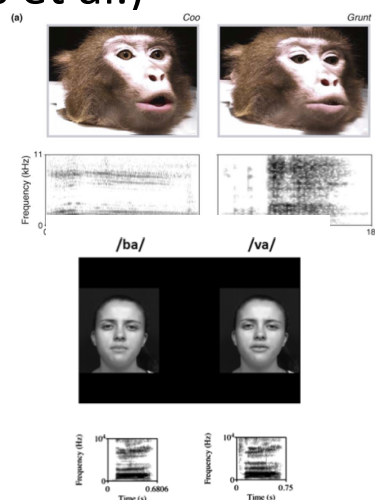 et al.)
(a) Coo Grunt
11
Frequency (kHz)
0
0 18
/ba/ /va/
10⁴ 10⁴
Frequency (Hz) Frequency (Hz)
0 0
0 0.6806 0 0.75
Time (s) Time (s)